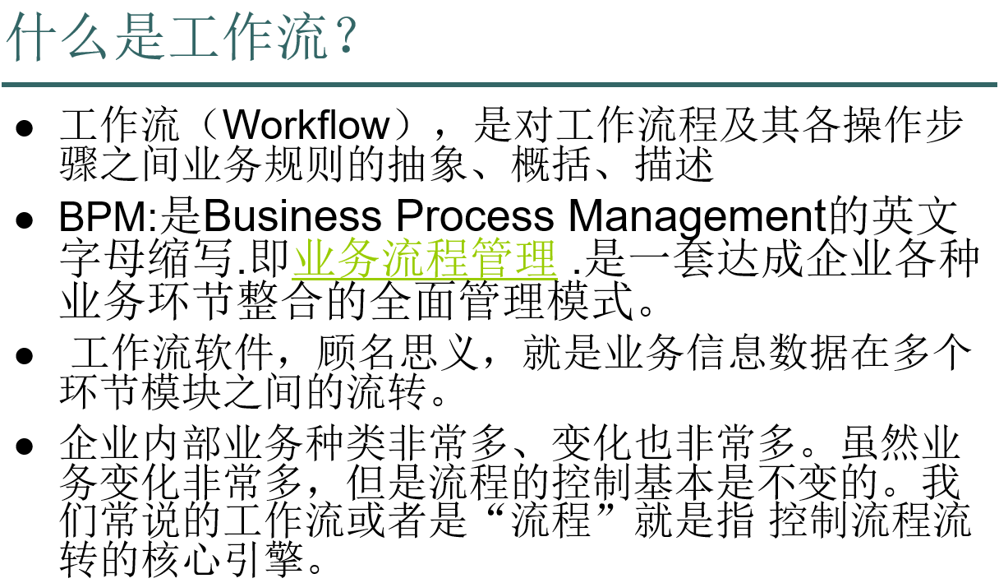 什么是工作流？
● 工作流（Workflow），是对工作流程及其各操作步
骤之间业务规则的抽象、概括、描述
● BPM:是Business Process Management的英文
字母缩写.即业务流程管理 .是一套达成企业各种
业务环节整合的全面管理模式。
● 工作流软件，顾名思义，就是业务信息数据在多个
环节模块之间的流转。
● 企业内部业务种类非常多、变化也非常多。虽然业
务变化非常多，但是流程的控制基本是不变的。我
们常说的工作流或者是“流程”就是指 控制流程流
转的核心引擎。